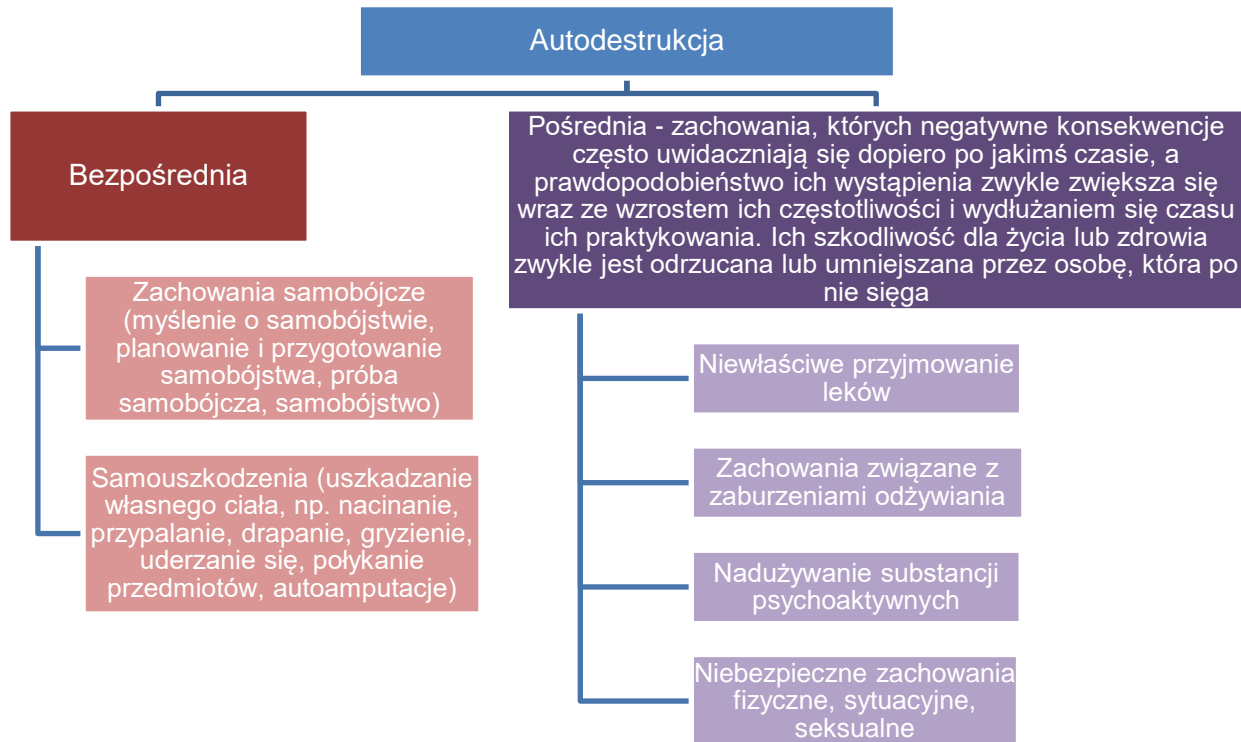 Autodestrukcja
Bezpośrednia
Zachowania samobójcze
(myślenie o samobójstwie,
planowanie i przygotowanie
samobójstwa, próba
samobójcza, samobójstwo)
Samouszkodzenia (uszkadzanie
własnego ciała, np. nacinanie,
przypalanie, drapanie, gryzienie,
uderzanie się, połykanie
przedmiotów, autoamputacje)
Pośrednia - zachowania, których negatywne konsekwencje
często uwidaczniają się dopiero po jakimś czasie, a
prawdopodobieństwo ich wystąpienia zwykle zwiększa się
wraz ze wzrostem ich częstotliwości i wydłużaniem się czasu
ich praktykowania. Ich szkodliwość dla życia lub zdrowia
zwykle jest odrzucana lub umniejszana przez osobę, która po
nie sięga
Niewłaściwe przyjmowanie
leków
Zachowania związane z
zaburzeniami odżywiania
Nadużywanie substancji
psychoaktywnych
Niebezpieczne zachowania
fizyczne, sytuacyjne,
seksualne